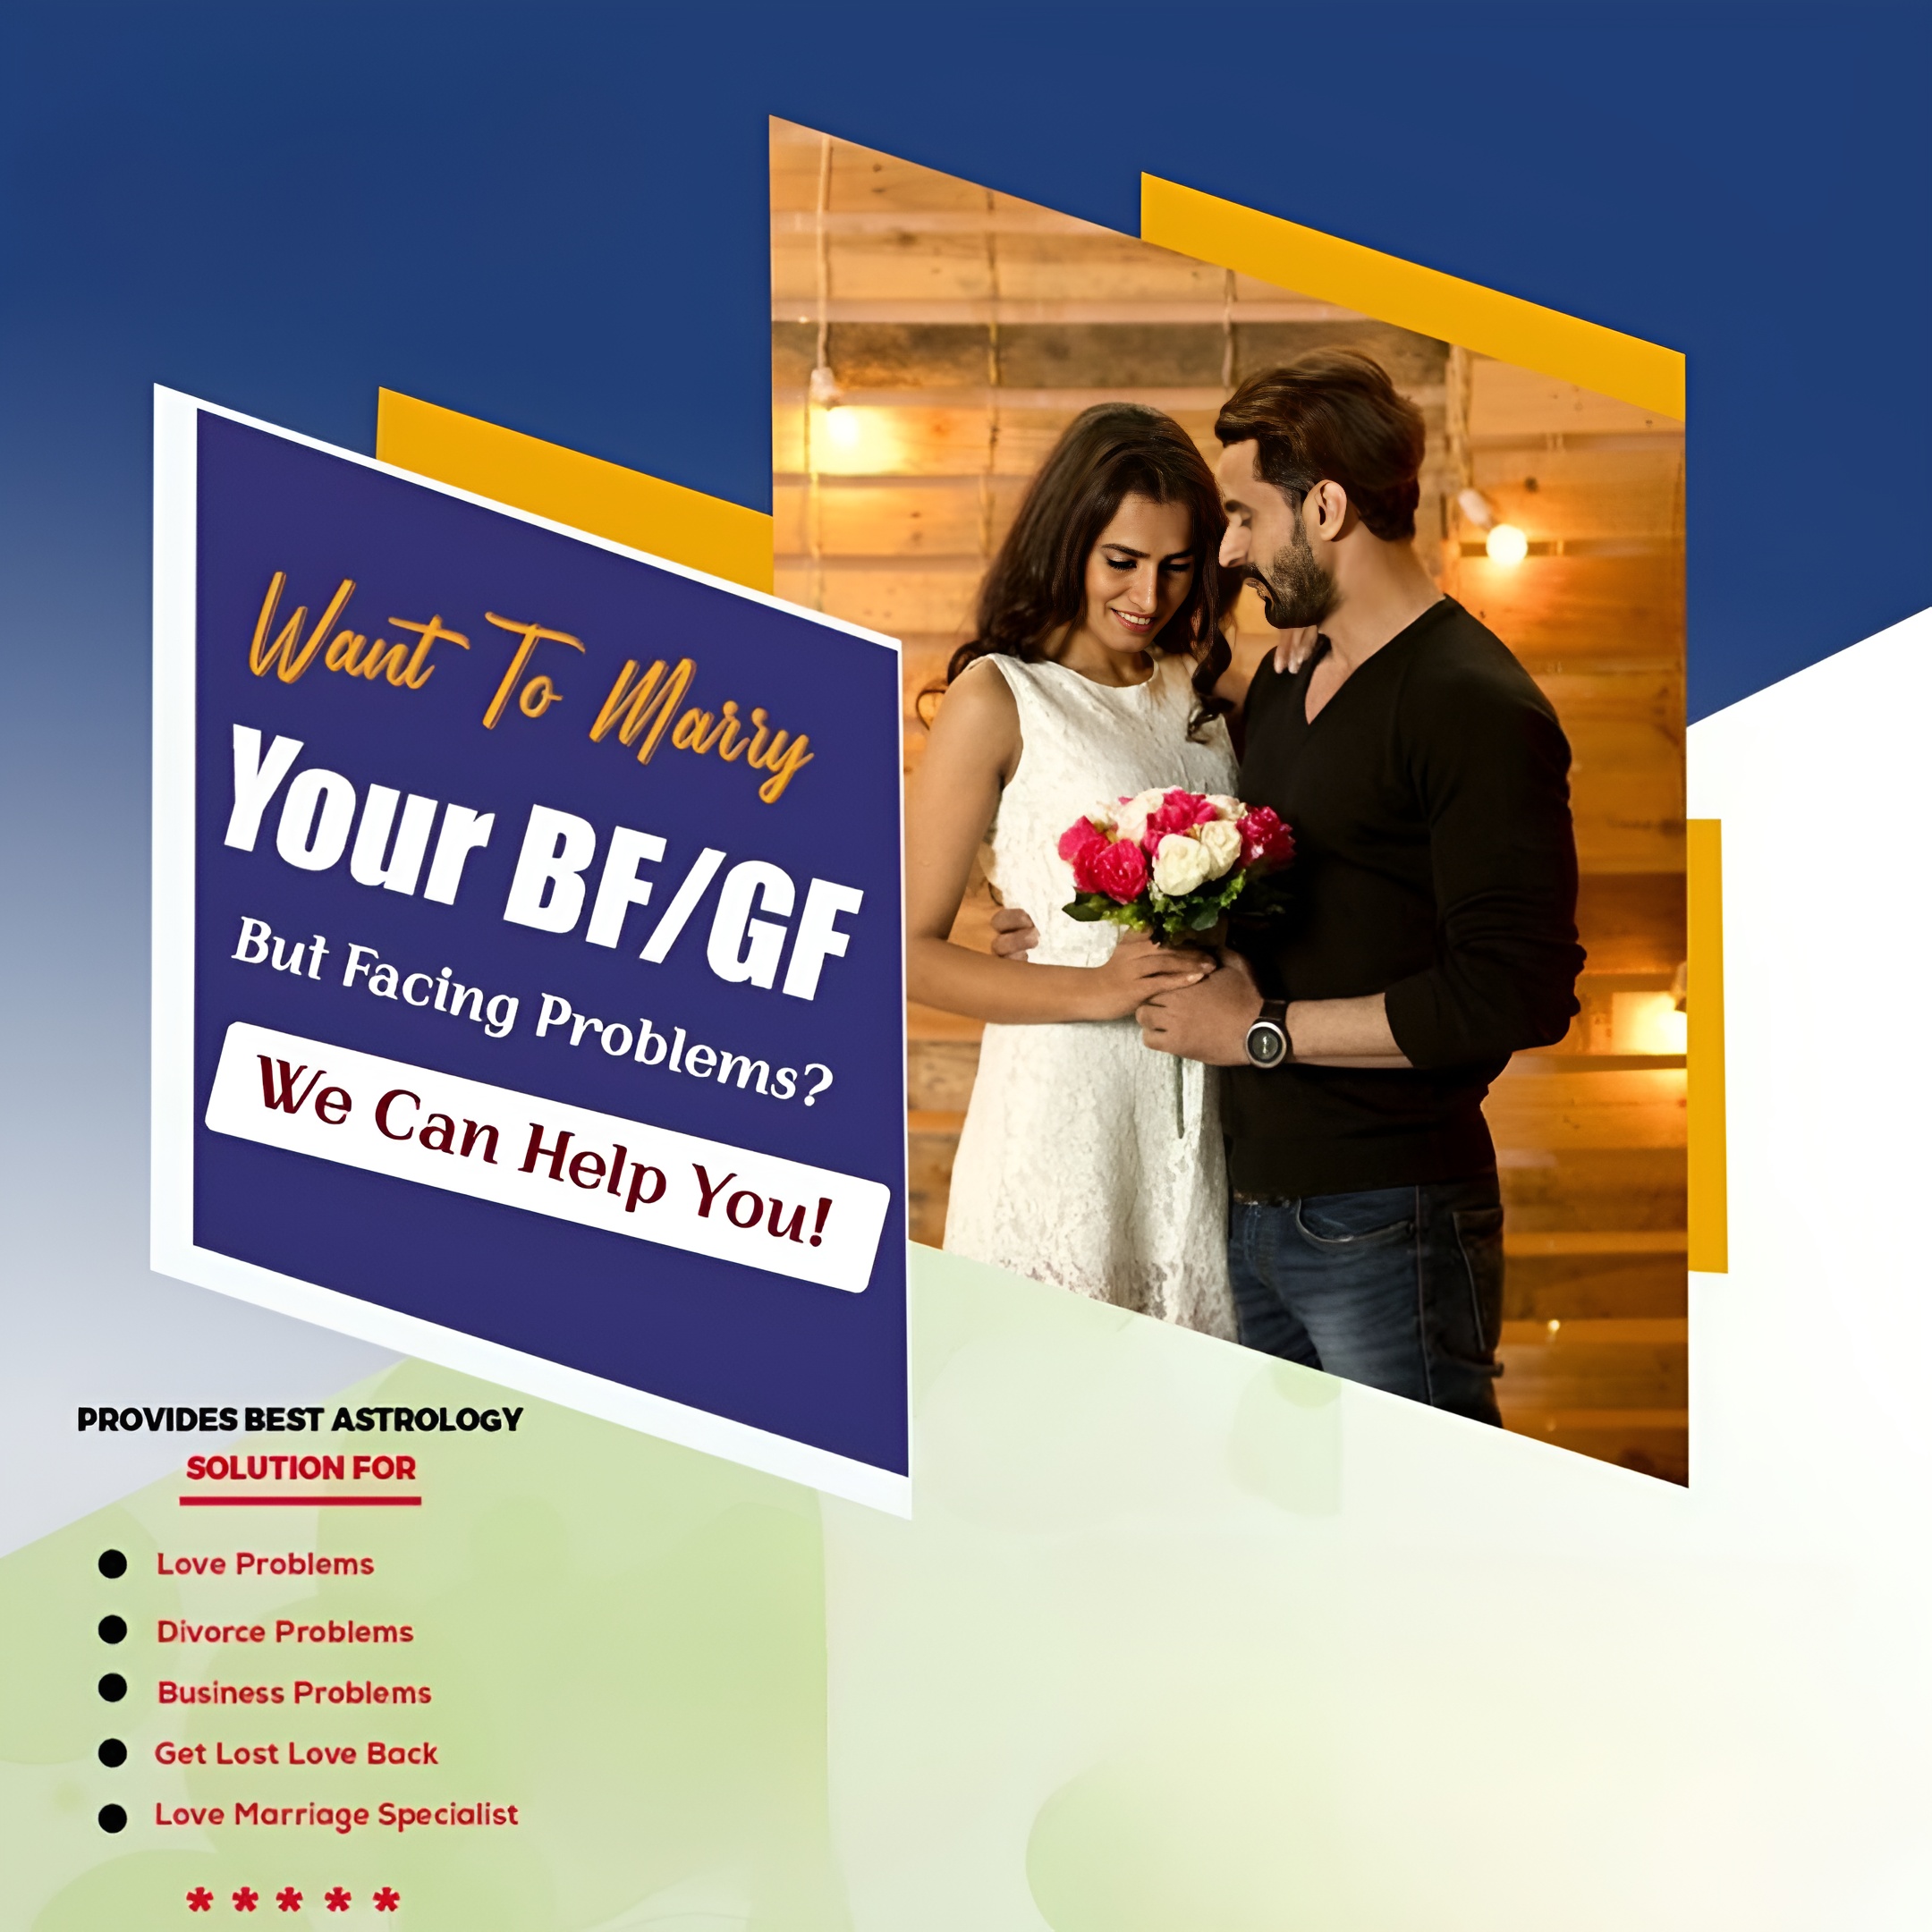 Want To Marry
Your BF/GF
But Facing Problems?
We Can Help You!
PROVIDES BEST ASTROLOGY
SOLUTION FOR
Love Problems
Divorce Problems
Business Problems
Get Lost Love Back
Love Marriage Specialist
* * * * *